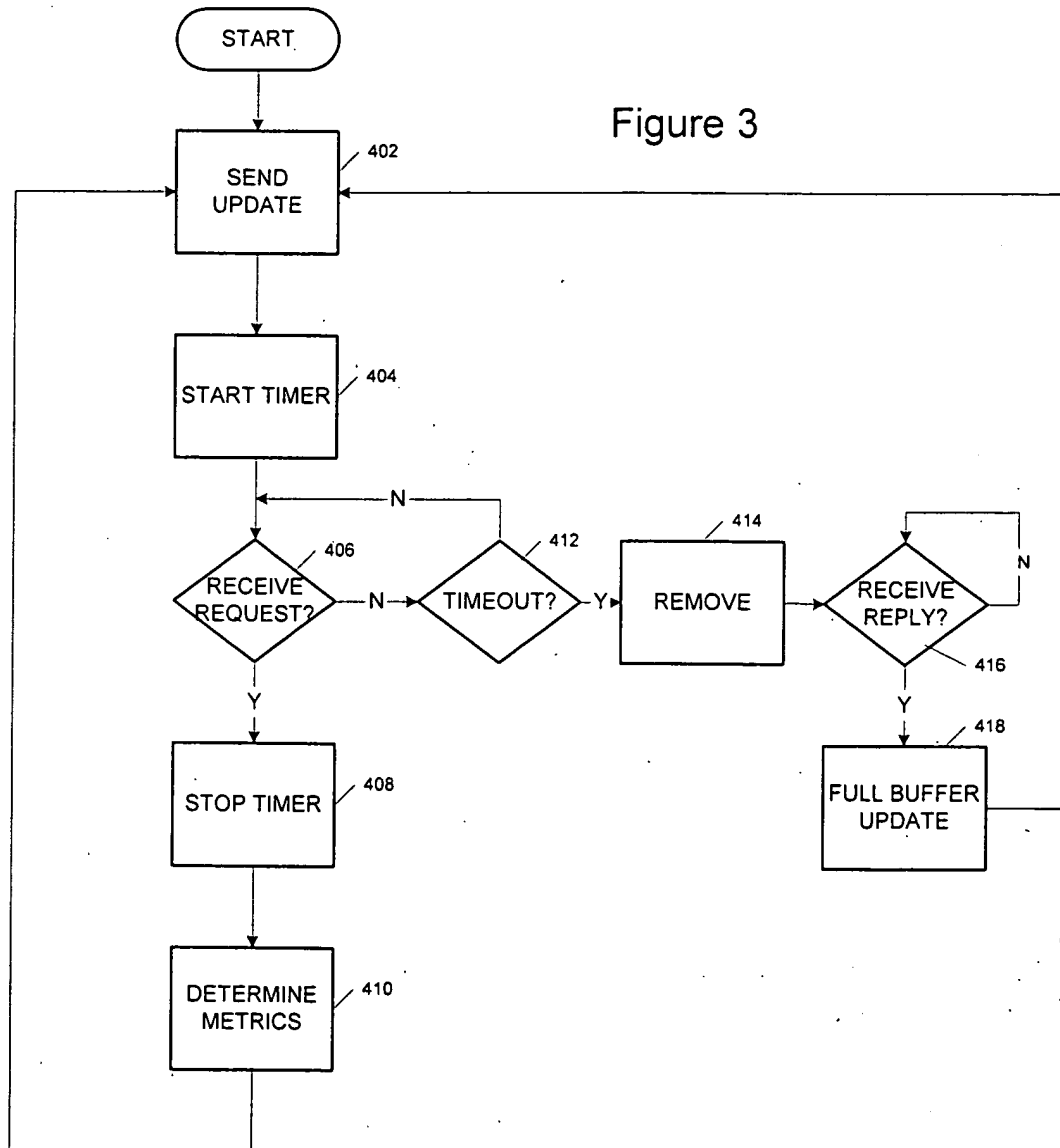 START
Figure 3
402
SEND
UPDATE
404
START TIMER
N
406
RECEIVE
REQUEST?
N
412
TIMEOUT?
Y
414
REMOVE
RECEIVE
REPLY?
N
416
Y
Y
408
STOP TIMER
418
FULL BUFFER
UPDATE
410
DETERMINE
METRICS